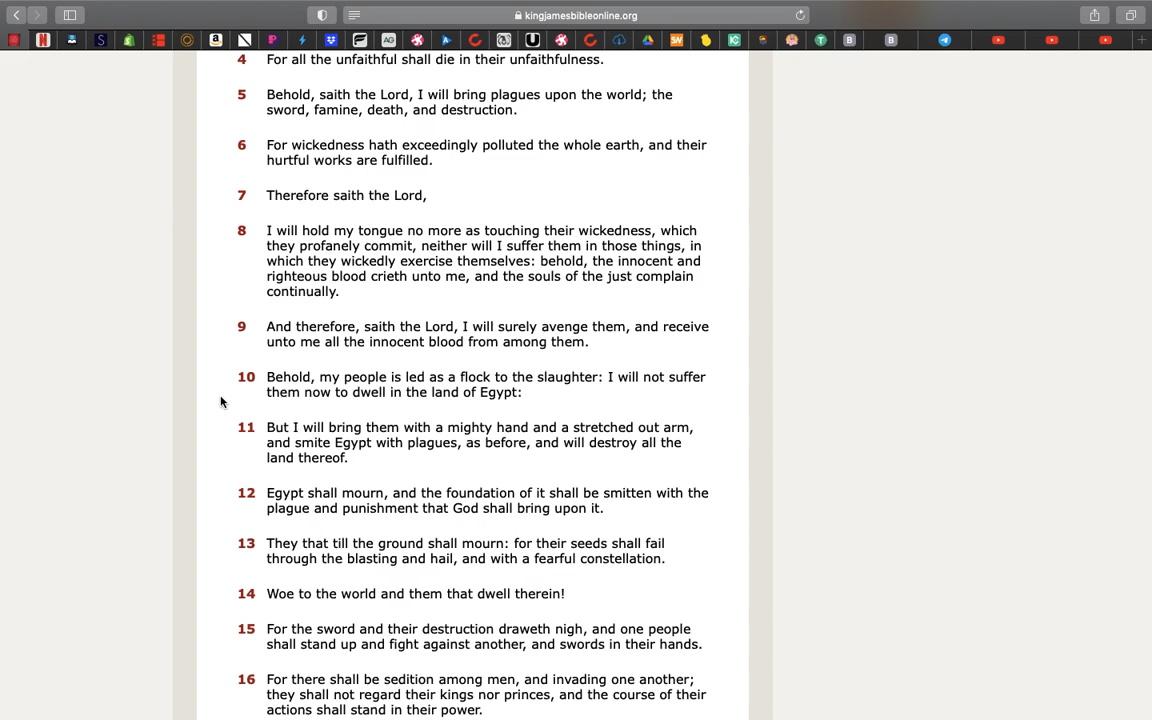 kingjamesbibleonline.org
S
a
P
AG
U
SW
T
B
B
4 For all the unfaithful shall die in their unfaithfulness.
5 Behold, saith the Lord, I will bring plagues upon the world; the
sword, famine, death, and destruction.
6 For wickedness hath exceedingly polluted the whole earth, and their
hurtful works are fulfilled.
7 Therefore saith the Lord,
8 I will hold my tongue no more as touching their wickedness, which
they profanely commit, neither will I suffer them in those things, in
which they wickedly exercise themselves: behold, the innocent and
righteous blood crieth unto me, and the souls of the just complain
continually.
9 And therefore, saith the Lord, I will surely avenge them, and receive
unto me all the innocent blood from among them.
10 Behold, my people is led as a flock to the slaughter: I will not suffer
them now to dwell in the land of Egypt:
11 But I will bring them with a mighty hand and a stretched out arm,
and smite Egypt with plagues, as before, and will destroy all the
land thereof.
12 Egypt shall mourn, and the foundation of it shall be smitten with the
plague and punishment that God shall bring upon it.
13 They that till the ground shall mourn: for their seeds shall fail
through the blasting and hail, and with a fearful constellation.
14 Woe to the world and them that dwell therein!
15 For the sword and their destruction draweth nigh, and one people
shall stand up and fight against another, and swords in their hands.
16 For there shall be sedition among men, and invading one another;
they shall not regard their kings nor princes, and the course of their
actions shall stand in their power.